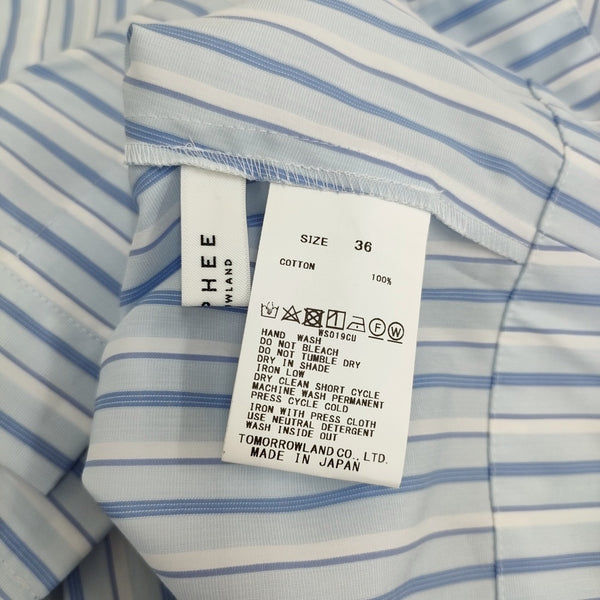 PHEE
WLAND
SIZE 36
COTTON 100%
F W
WS019CU
HAND WASH
DO NOT BLEACH
DO NOT TUMBLE DRY
DRY IN SHADE
IRON LOW
DRY CLEAN SHORT CYCLE
MACHINE WASH PERMANENT
PRESS CYCLE COLD
IRON WITH PRESS CLOTH
USE NEUTRAL DETERGENT
WASH INSIDE OUT
TOMORROWLAND CO., LTD.
MADE IN JAPAN